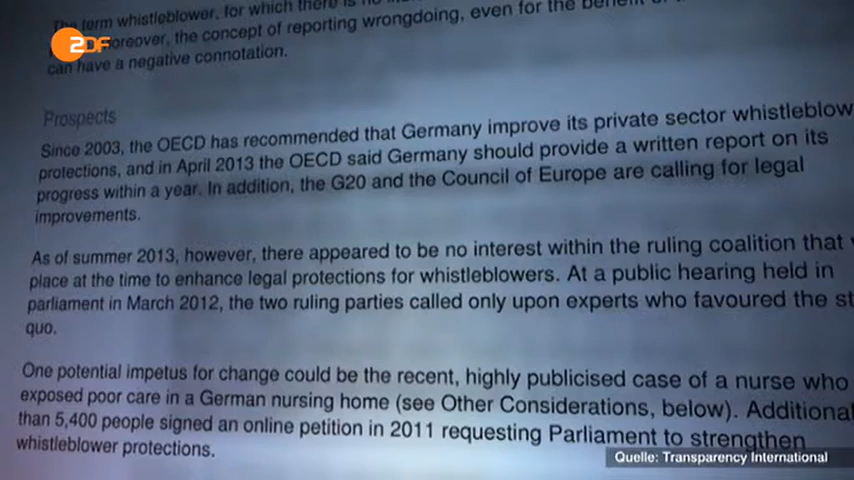 The term whistleblower, for which there is no
moreover, the concept of reporting wrongdoing, even for the benefit of
can have a negative connotation.
ZDF
Prospects
Since 2003, the OECD has recommended that Germany improve its private sector whistleblow
protections, and in April 2013 the OECD said Germany should provide a written report on its
progress within a year. In addition, the G20 and the Council of Europe are calling for legal
improvements.
As of summer 2013, however, there appeared to be no interest within the ruling coalition that
place at the time to enhance legal protections for whistleblowers. At a public hearing held in
parliament in March 2012, the two ruling parties called only upon experts who favoured the st
quo.
One potential impetus for change could be the recent, highly publicised case of a nurse who
exposed poor care in a German nursing home (see Other Considerations, below). Additional
than 5,400 people signed an online petition in 2011 requesting Parliament to strengthen
whistleblower protections.
Quelle: Transparency International